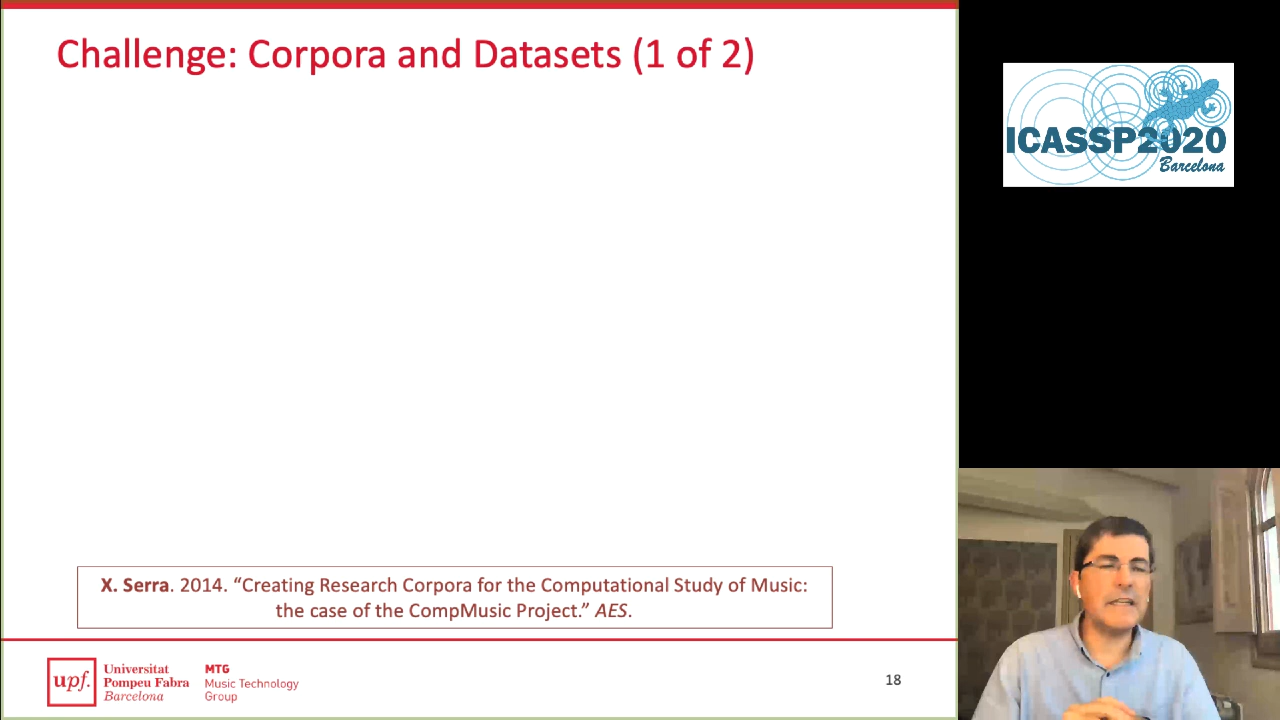 Challenge: Corpora and Datasets (1 of 2)
ICASSP2020
Barcelona
X. Serra. 2014. “Creating Research Corpora for the Computational Study of Music:
the case of the CompMusic Project.” AES.
upf.
Universitat
Pompeu Fabra
Barcelona
MTG
Music Technology
Group
18